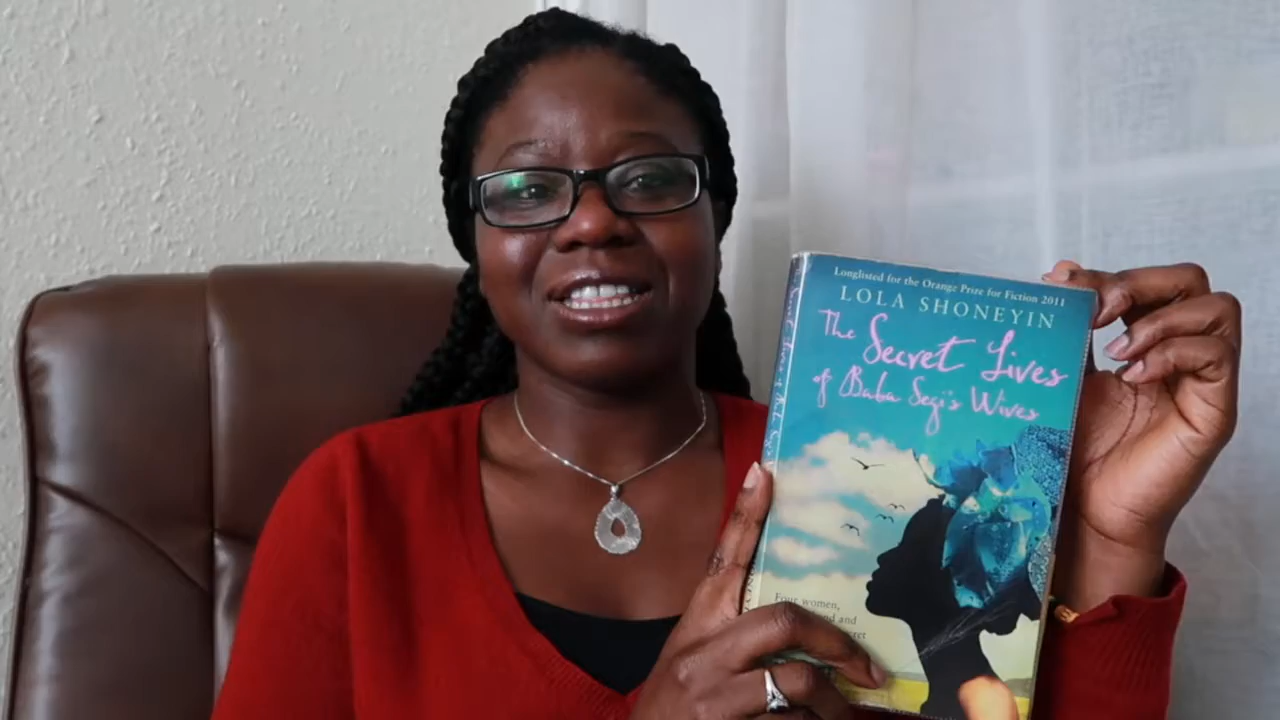 Longlisted for the Orange Prize for Fiction 2011
LOLA SHONEYIN
The Secret Lives
of Baba Segi's Wives
Four women,
and